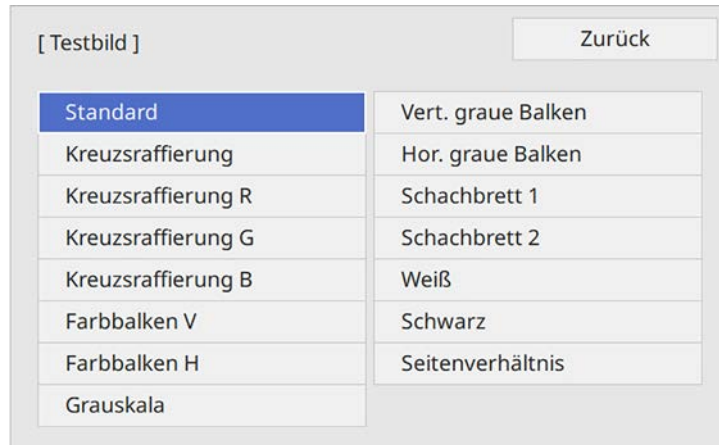 [ Testbild ]
Zurück
Standard
Kreuzsraffierung
Kreuzsraffierung R
Kreuzsraffierung G
Kreuzsraffierung B
Farbbalken V
Farbbalken H
Grauskala
Vert. graue Balken
Hor. graue Balken
Schachbrett 1
Schachbrett 2
Weiß
Schwarz
Seitenverhältnis